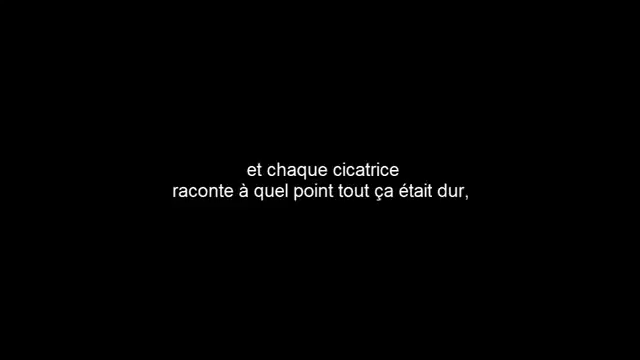 et chaque cicatrice
raconte à quel point tout ça était dur,